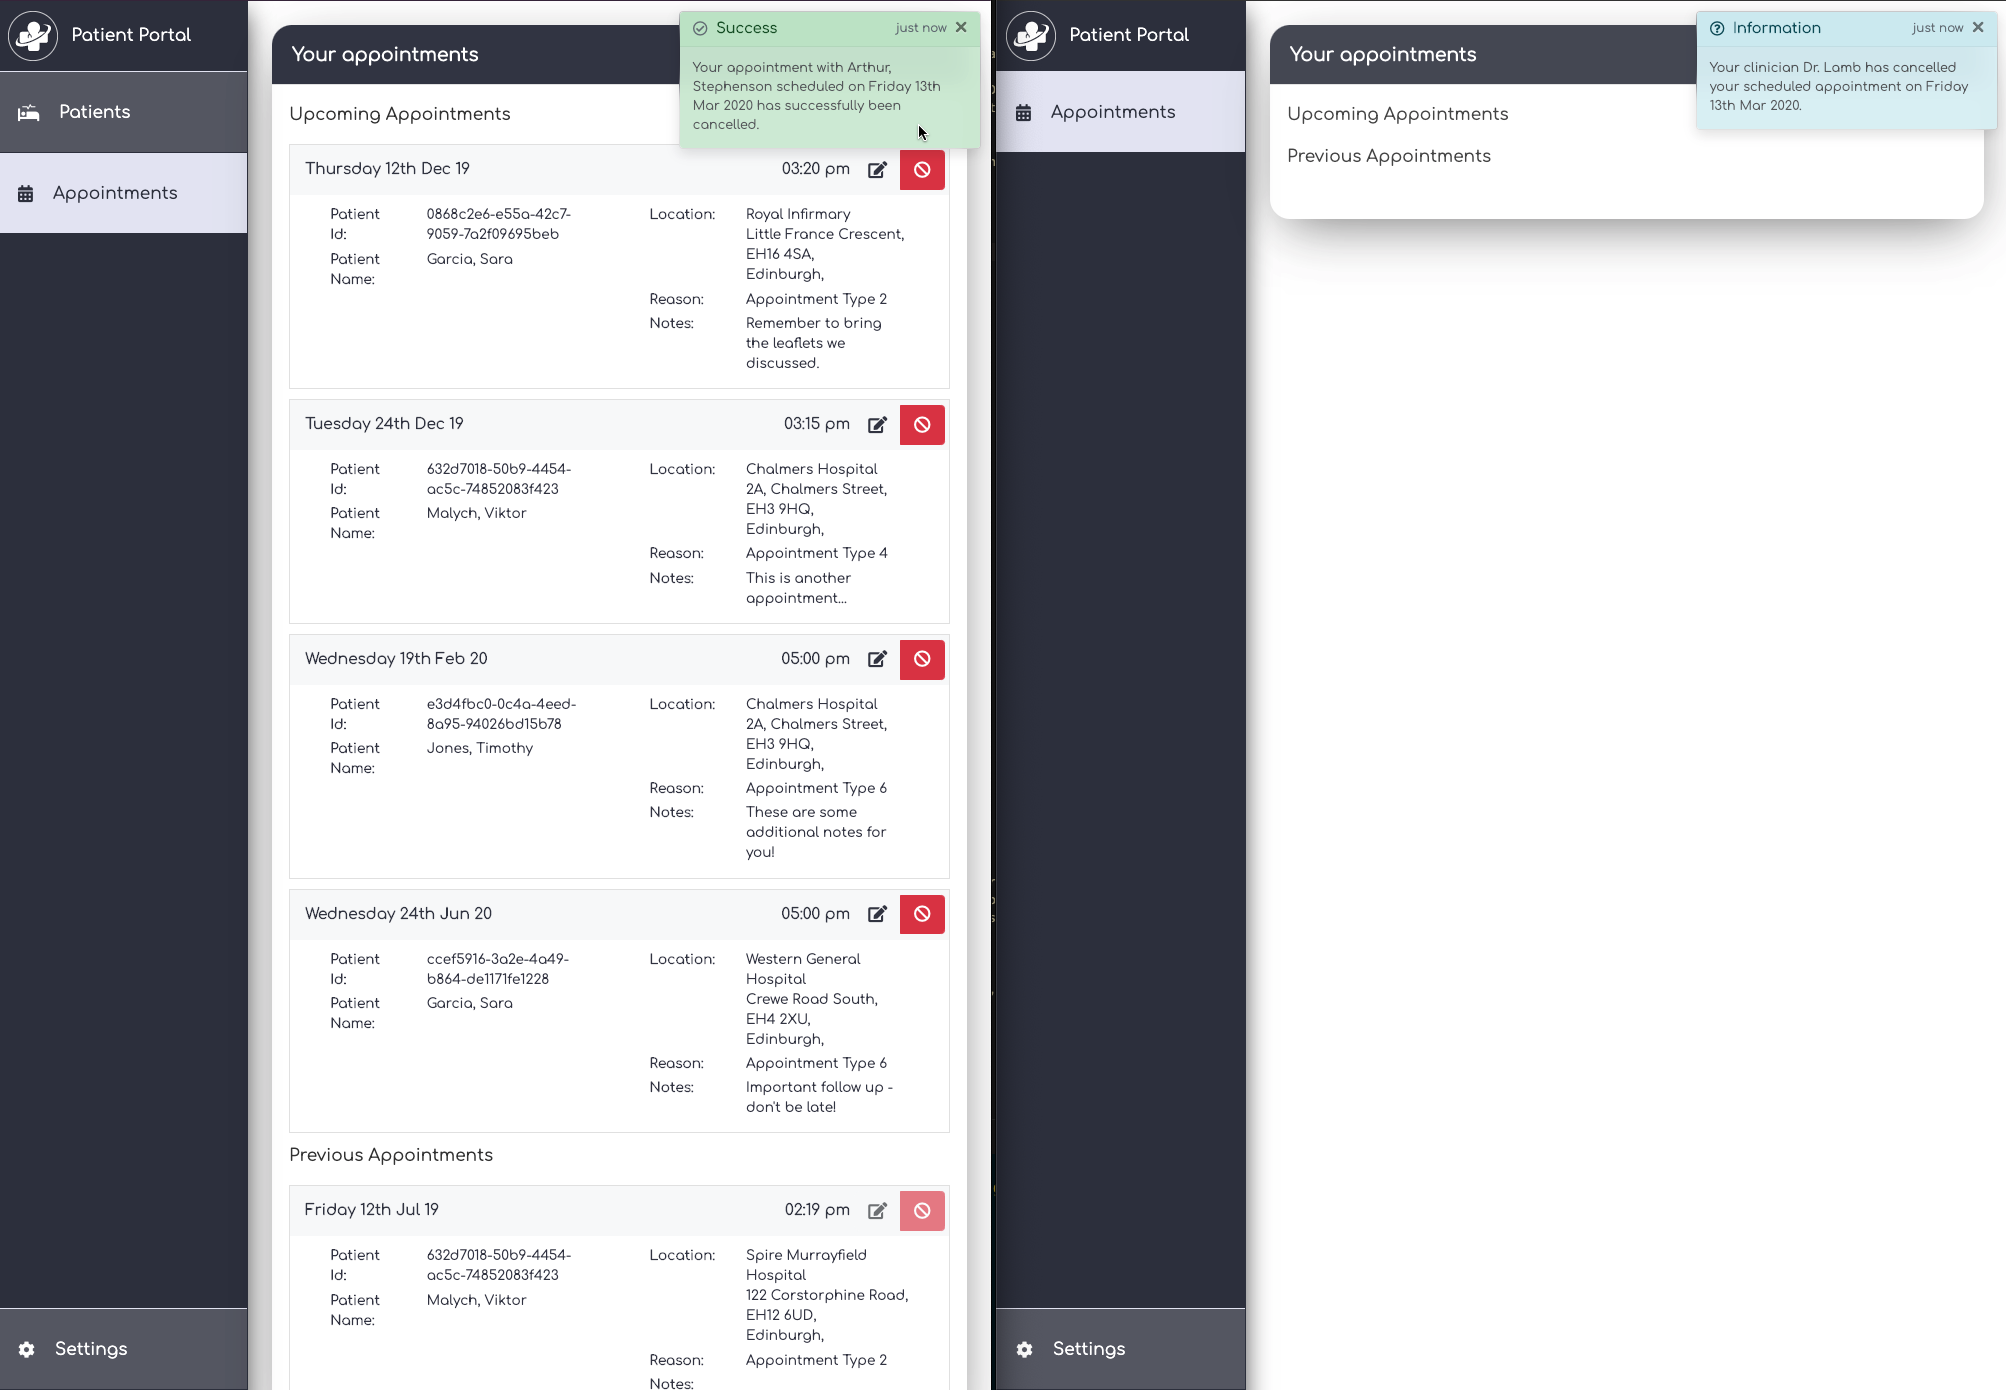 Patient Portal
Patients
Appointments
Settings
Your appointments
Success
just now
Your appointment with Arthur,
Stephenson scheduled on Friday 13th
Mar 2020 has successfully been
cancelled.
Upcoming Appointments
Thursday 12th Dec 19
03:20 pm
Patient
Id:
0868c2e6-e55a-42c7-
9059-7a2f09695beb
Patient
Name:
Garcia, Sara
Location:
Royal Infirmary
Little France Crescent,
EH16 4SA,
Edinburgh,
Reason:
Appointment Type 2
Notes:
Remember to bring
the leaflets we
discussed.
Tuesday 24th Dec 19
03:15 pm
Patient
Id:
632d7018-50b9-4454-
ac5c-74852083f423
Patient
Name:
Malych, Viktor
Location:
Chalmers Hospital
2A, Chalmers Street,
EH3 9HQ,
Edinburgh,
Reason:
Appointment Type 4
Notes:
This is another
appointment...
Wednesday 19th Feb 20
05:00 pm
Patient
Id:
e3d4fbc0-0c4a-4eed-
8a95-94026bd15b78
Patient
Name:
Jones, Timothy
Location:
Chalmers Hospital
2A, Chalmers Street,
EH3 9HQ,
Edinburgh,
Reason:
Appointment Type 6
Notes:
These are some
additional notes for
you!
Wednesday 24th Jun 20
05:00 pm
Patient
Id:
ccef5916-3a2e-4a49-
b864-de1171fe1228
Patient
Name:
Garcia, Sara
Location:
Western General
Hospital
Crewe Road South,
EH4 2XU,
Edinburgh,
Reason:
Appointment Type 6
Notes:
Important follow up -
don't be late!
Previous Appointments
Friday 12th Jul 19
02:19 pm
Patient
Id:
632d7018-50b9-4454-
ac5c-74852083f423
Patient
Name:
Malych, Viktor
Location:
Spire Murrayfield
Hospital
122 Corstorphine Road,
EH12 6UD,
Edinburgh,
Reason:
Appointment Type 2
Notes:
Patient Portal
Appointments
Settings
Your appointments
Information
just now
Your clinician Dr. Lamb has cancelled
your scheduled appointment on Friday
13th Mar 2020.
Upcoming Appointments
Previous Appointments